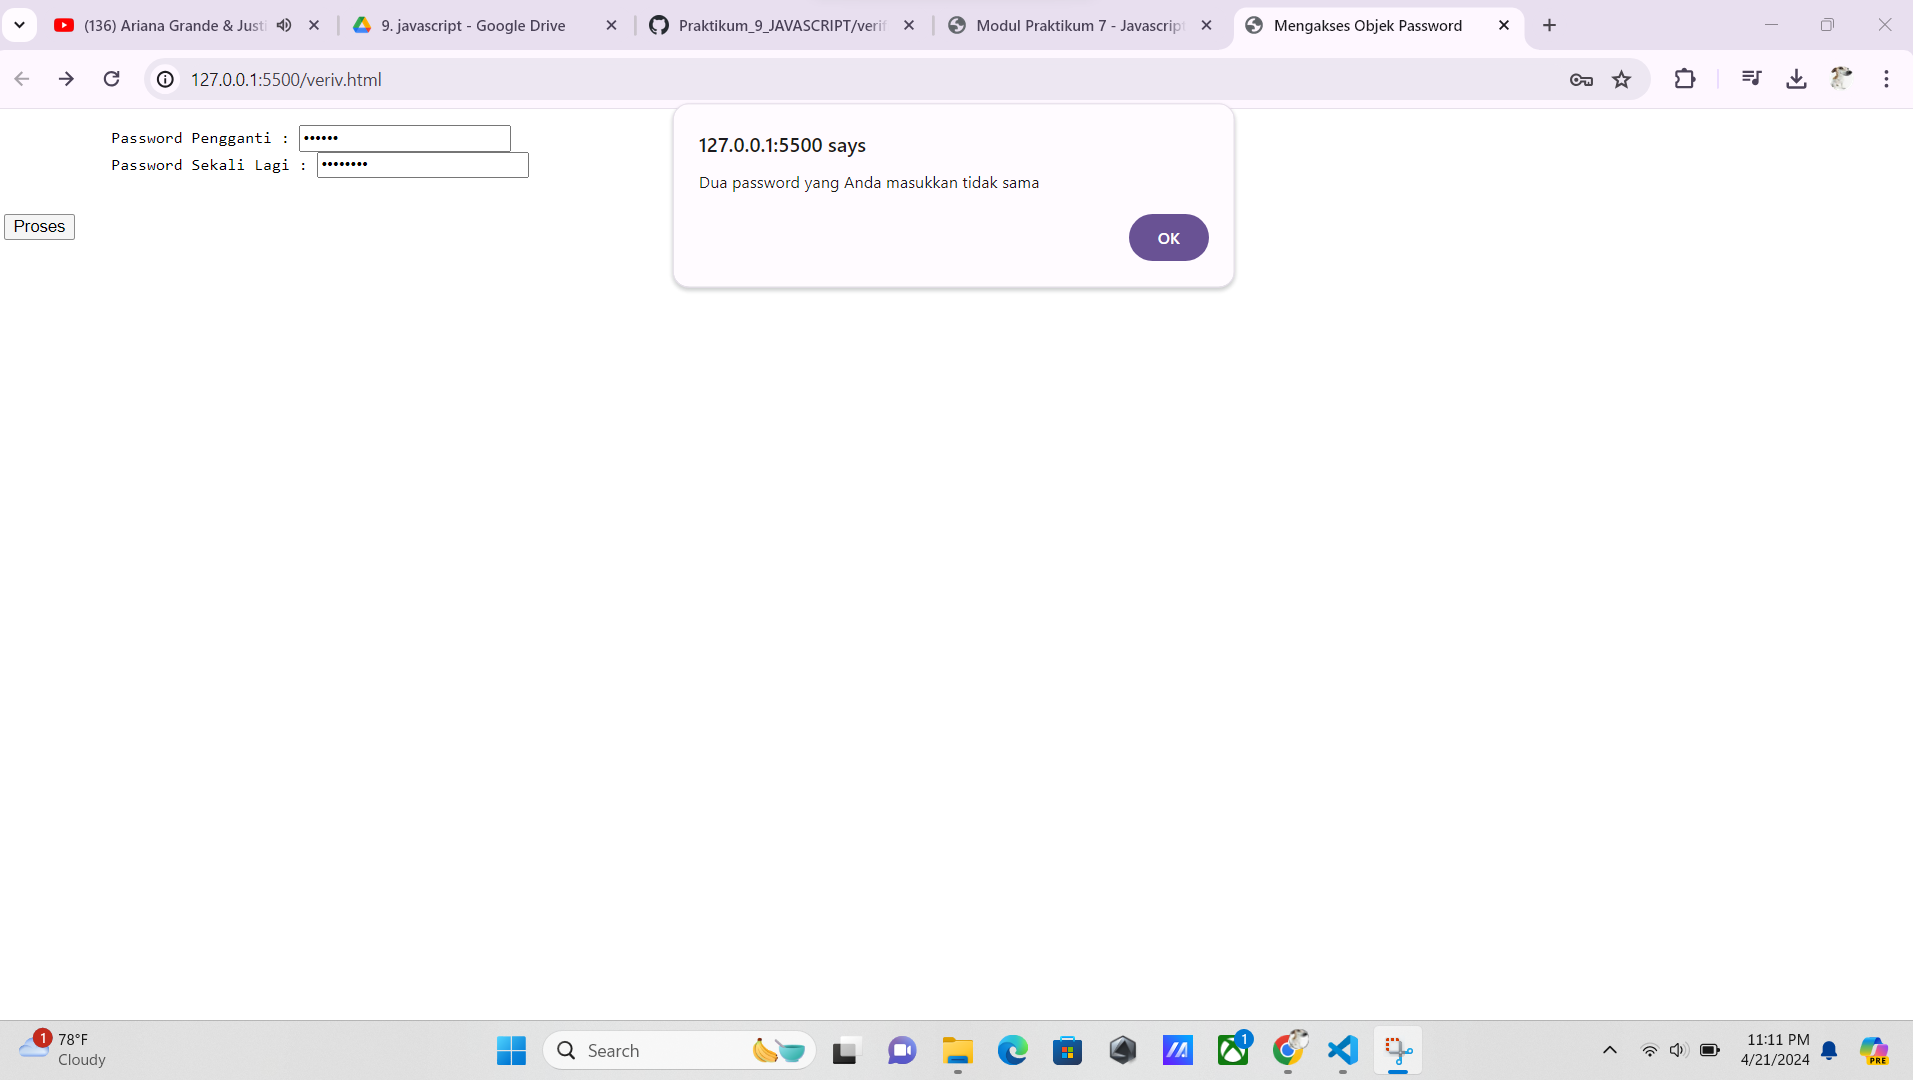 (136) Ariana Grande & Justi
9. javascript - Google Drive
Praktikum_9_JAVASCRIPT/verif
Modul Praktikum 7 - Javascript
Mengakses Objek Password
127.0.0.1:5500/veriv.html
Password Pengganti : ••••••
Password Sekali Lagi : ••••••••
Proses
127.0.0.1:5500 says
Dua password yang Anda masukkan tidak sama
OK
1
78°F
Cloudy
Search
1
11:11 PM
4/21/2024
PRE